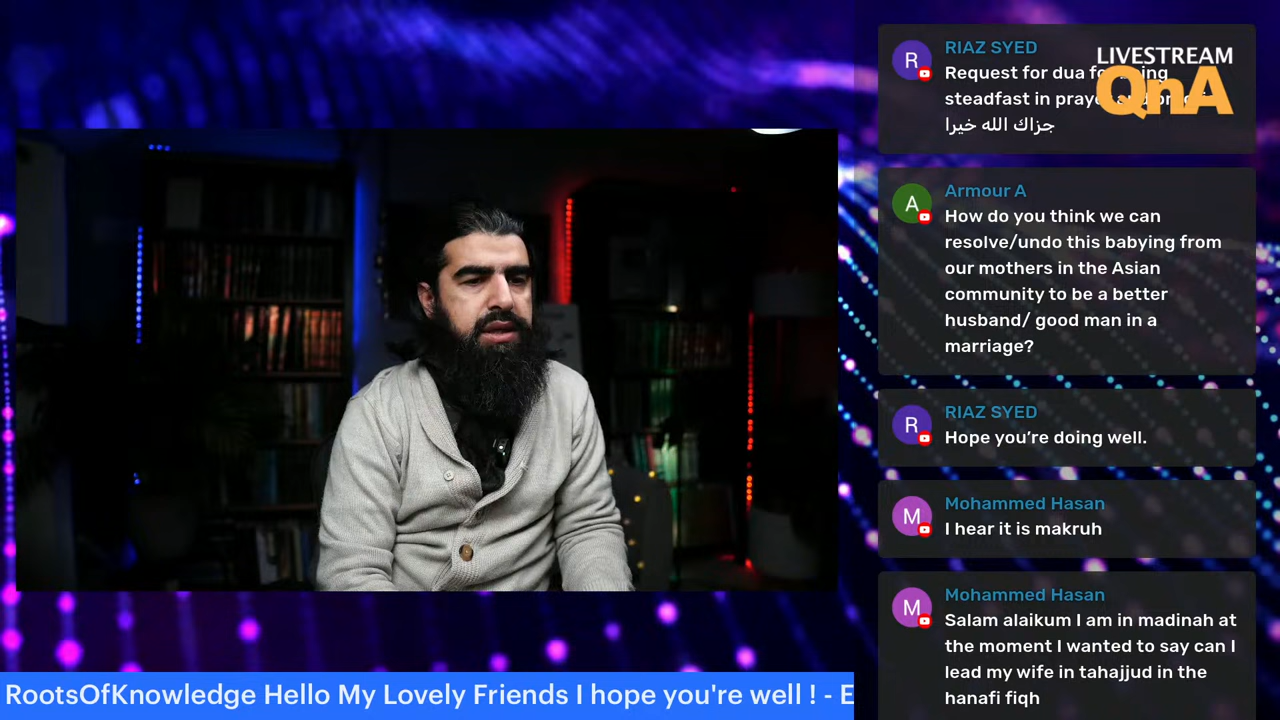 RIAZ SYED
Request for dua
steadfast in
جزاك الله خيرا
LIVESTREAM
QnA
A
Armour A
How do you think we can
resolve/undo this babying from
our mothers in the Asian
community to be a better
husband/ good man in a
marriage?
R
RIAZ SYED
Hope you’re doing well.
M
Mohammed Hasan
I hear it is makruh
M
Mohammed Hasan
Salam alaikum I am in madinah at
the moment I wanted to say can I
lead my wife in tahajjud in the
hanafi fiqh
R
RootsOfKnowledge Hello My Lovely Friends I hope you're well ! - E